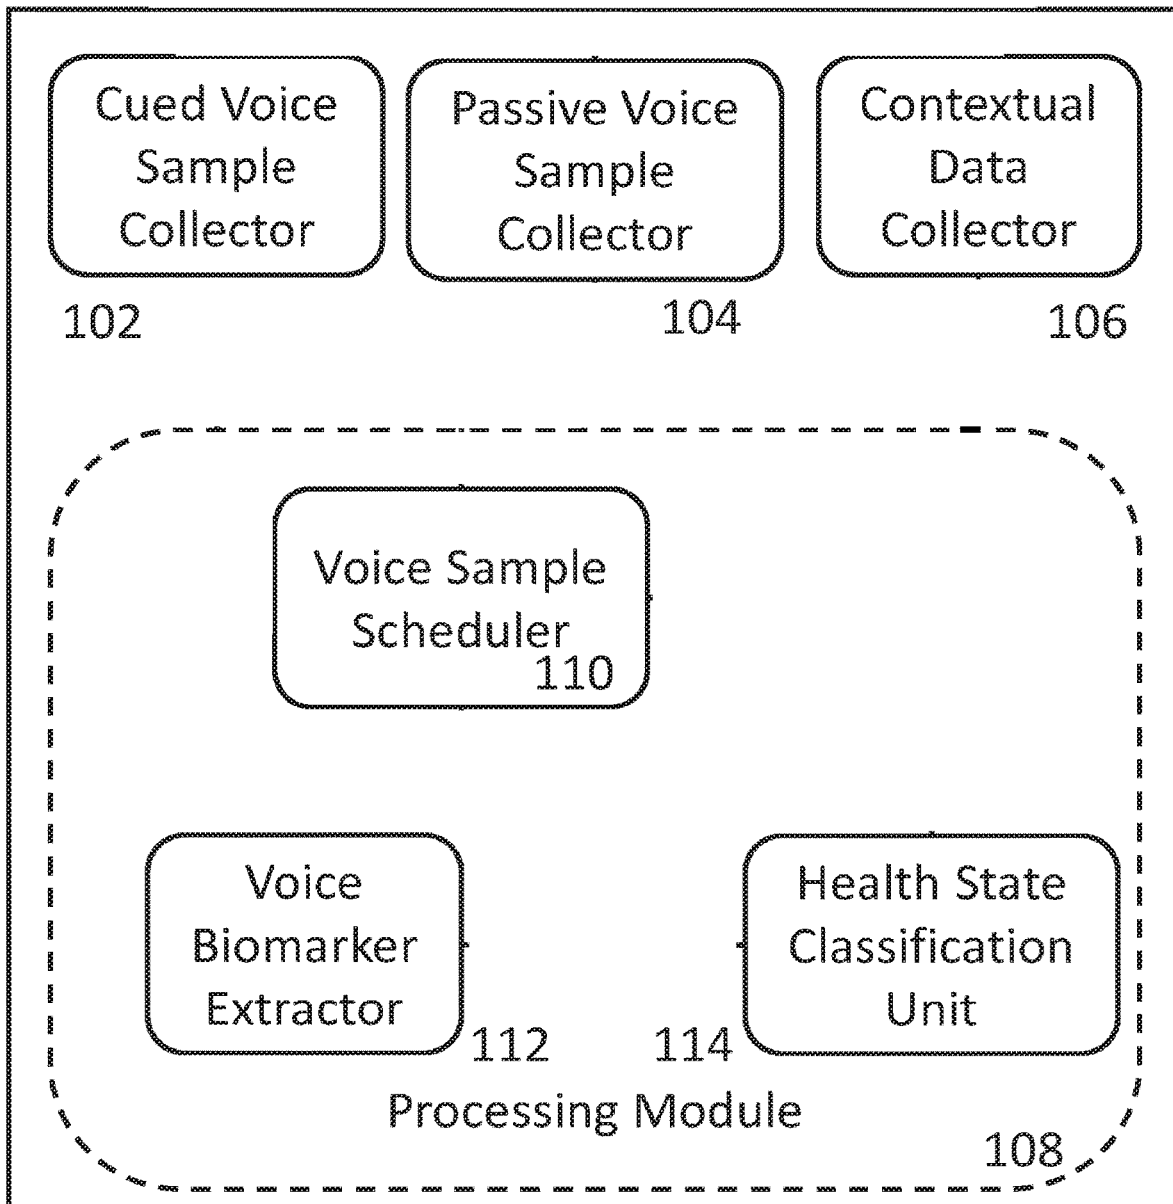 Cued Voice
Sample
Collector
102
Passive Voice
Sample
Collector
104
Contextual
Data
Collector
106
Voice Sample
Scheduler
110
Voice
Biomarker
Extractor
112
Health State
Classification
Unit
114
Processing Module
108